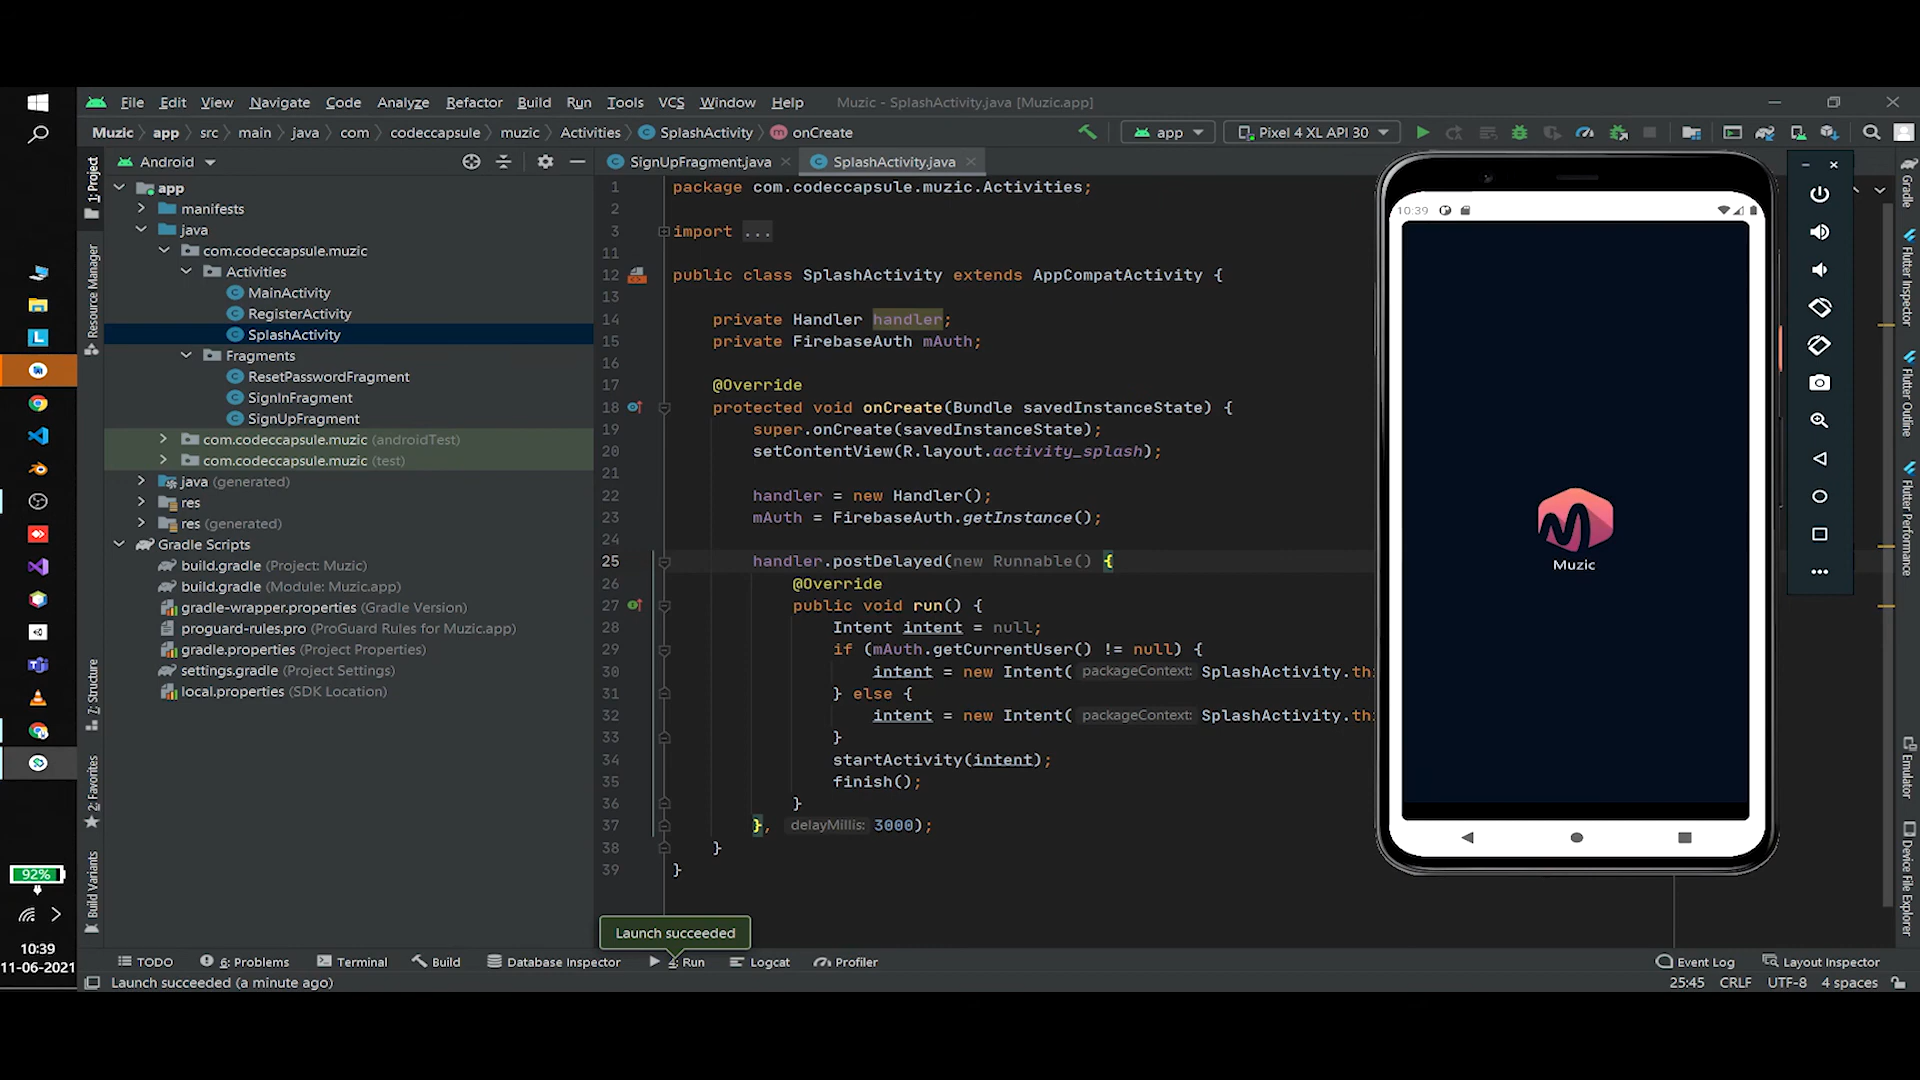 File Edit View Navigate Code Analyze Refactor Build Run Tools VCS Window Help Muzic - SplashActivity.java [Muzic.app]
Muzic app src main java com codeccapsule muzic Activities SplashActivity onCreate app Pixel 4 XL API 30
Android
SignUpFragment.java SplashActivity.java
1: Project
Resource Manager
7: Structure
2: Favorites
Build Variants
app
manifests
java
com.codeccapsule.muzic
Activities
MainActivity
RegisterActivity
SplashActivity
Fragments
ResetPasswordFragment
SignInFragment
SignUpFragment
com.codeccapsule.muzic (androidTest)
com.codeccapsule.muzic (test)
java (generated)
res
res (generated)
Gradle Scripts
build.gradle (Project: Muzic)
build.gradle (Module: Muzic.app)
gradle-wrapper.properties (Gradle Version)
proguard-rules.pro (ProGuard Rules for Muzic.app)
gradle.properties (Project Properties)
settings.gradle (Project Settings)
local.properties (SDK Location)
1 package com.codeccapsule.muzic.Activities;
2
3 import ...
11
12 public class SplashActivity extends AppCompatActivity {
13
14 private Handler handler;
15 private FirebaseAuth mAuth;
16
17 @Override
18 protected void onCreate(Bundle savedInstanceState) {
19 super.onCreate(savedInstanceState);
20 setContentView(R.layout.activity_splash);
21
22 handler = new Handler();
23 mAuth = FirebaseAuth.getInstance();
24
25 handler.postDelayed(new Runnable() {
26 @Override
27 public void run() {
28 Intent intent = null;
29 if (mAuth.getCurrentUser() != null) {
30 intent = new Intent( packageContext: SplashActivity.thi
31 } else {
32 intent = new Intent( packageContext: SplashActivity.thi
33 }
34 startActivity(intent);
35 finish();
36 }
37 }, delayMillis: 3000);
38 }
39 }
10:39
Muzic
Gradle
Flutter Inspector
Flutter Outline
Flutter Performance
Emulator
Device File Explorer
Launch succeeded
TODO 6: Problems Terminal Build Database Inspector 4: Run Logcat Profiler Event Log Layout Inspector
Launch succeeded (a minute ago) 25:45 CRLF UTF-8 4 spaces
92%
10:39
11-06-2021